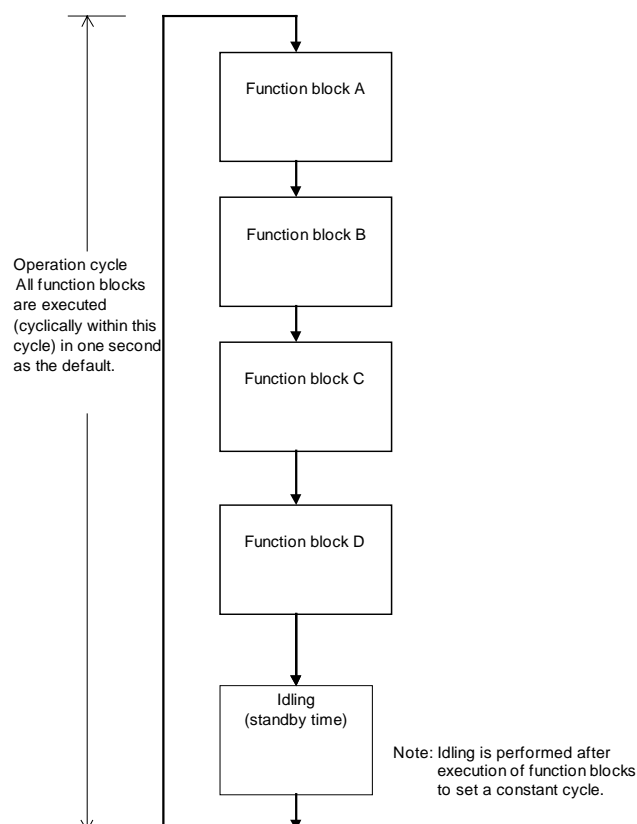 Function block A
Function block B
Operation cycle
All function blocks
are executed
(cyclically within this
cycle) in one second
as the default.
Function block C
Function block D
Idling
(standby time)
Note: Idling is performed after
execution of function blocks
to set a constant cycle.